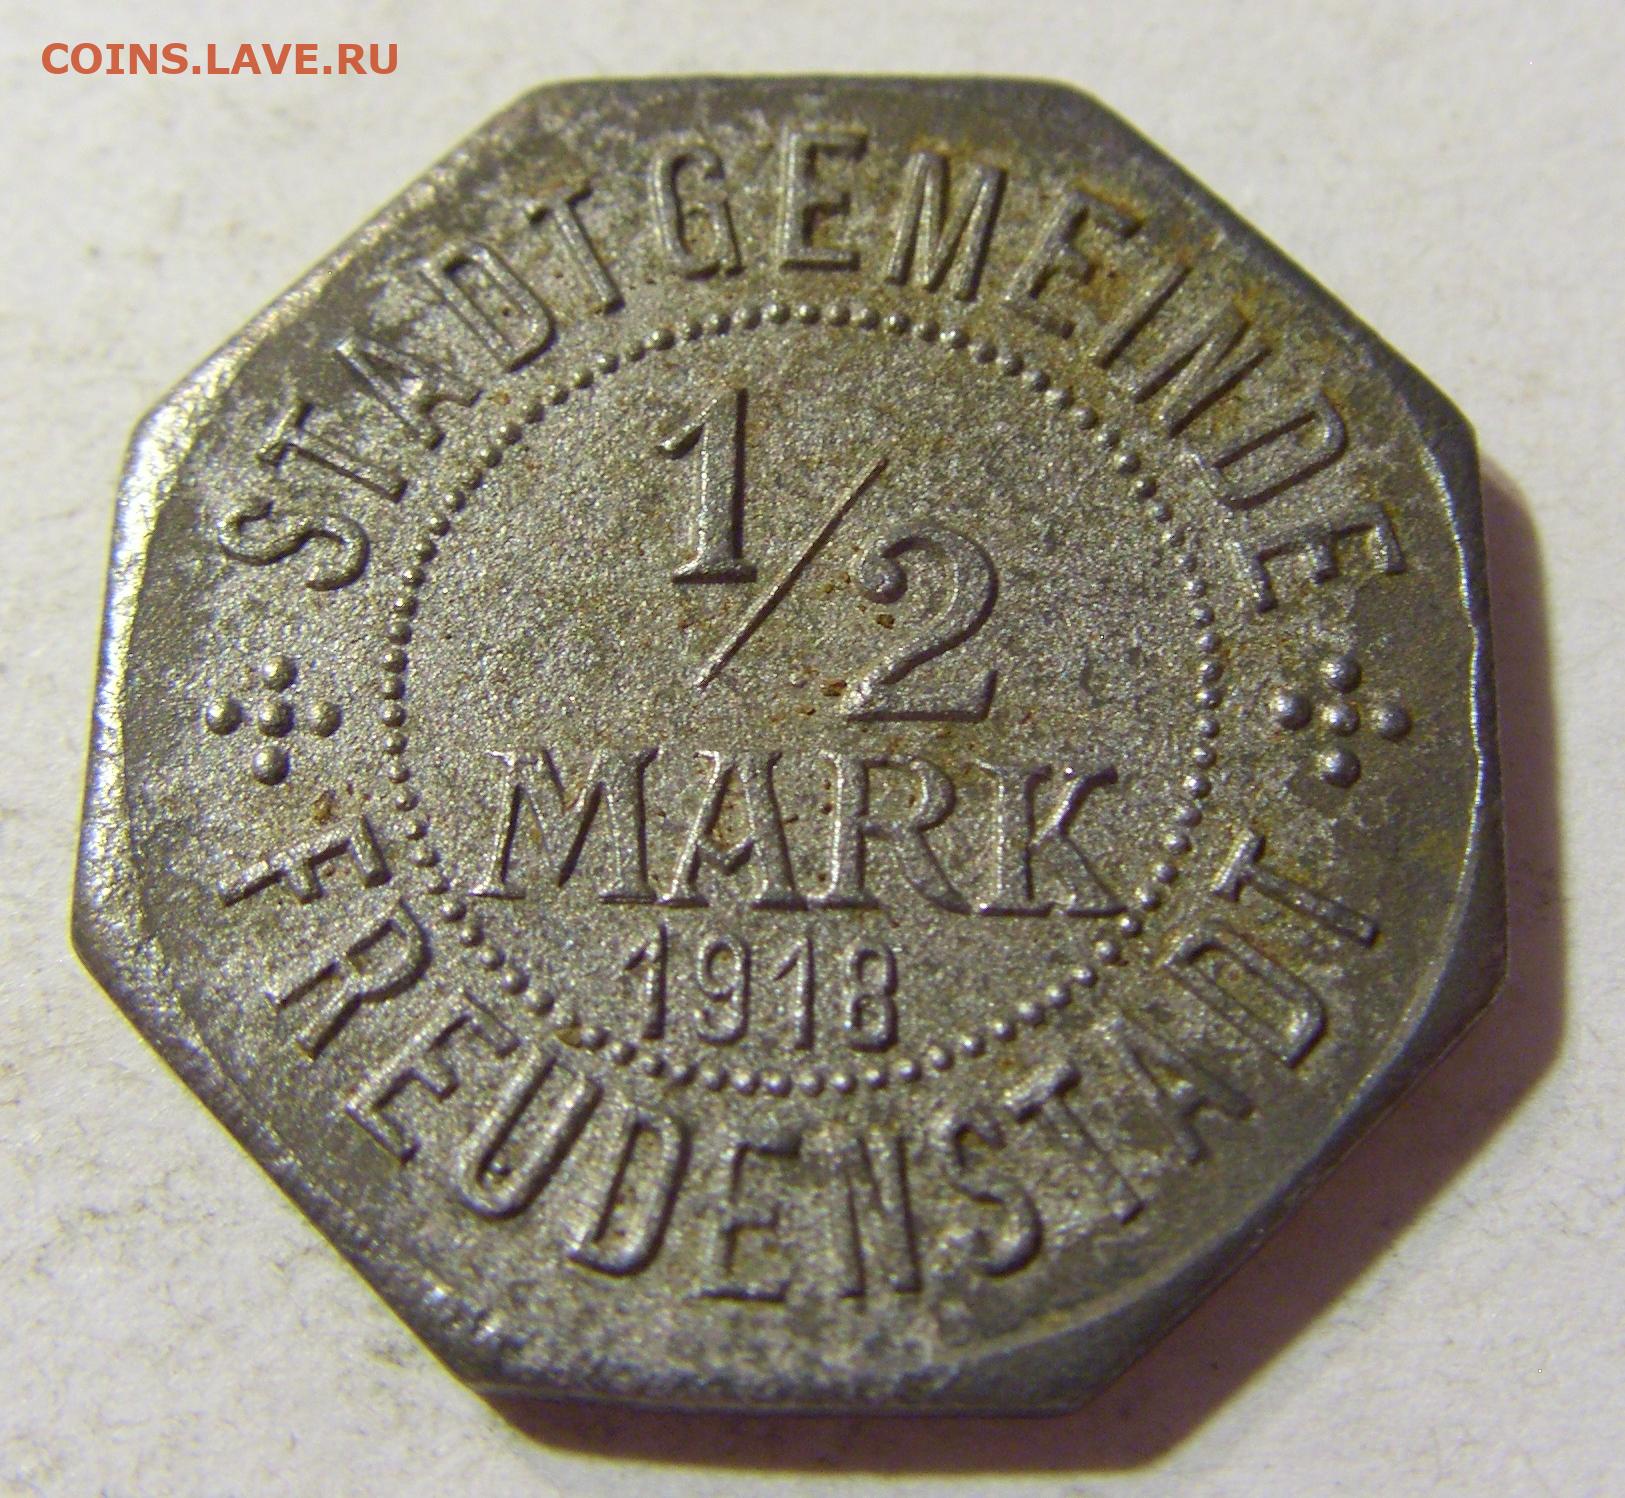 COINS.LAVE.RU
STADTGEMEINDE
1/2
MARK
1918
FREUDENSTADT